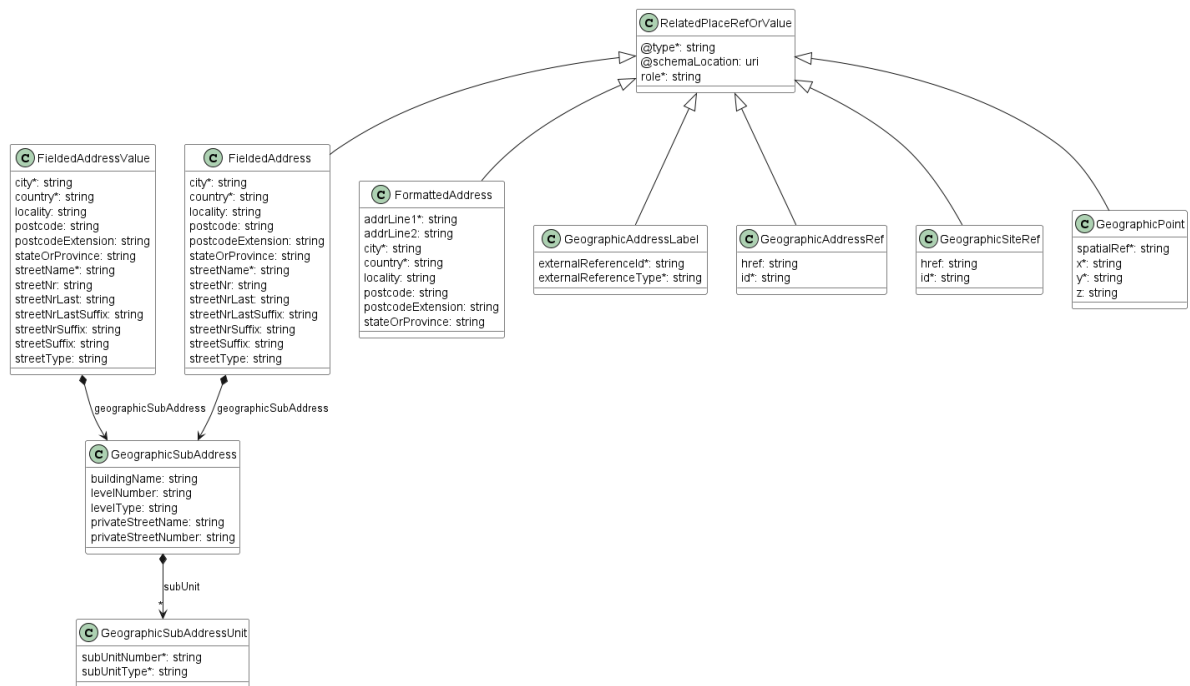 C RelatedPlaceRefOrValue
@type*: string
@schemaLocation: uri
role*: string
C FieldedAddressValue
city*: string
country*: string
locality: string
postcode: string
postcodeExtension: string
stateOrProvince: string
streetName*: string
streetNr: string
streetNrLast: string
streetNrLastSuffix: string
streetNrSuffix: string
streetSuffix: string
streetType: string
C FieldedAddress
city*: string
country*: string
locality: string
postcode: string
postcodeExtension: string
stateOrProvince: string
streetName*: string
streetNr: string
streetNrLast: string
streetNrLastSuffix: string
streetNrSuffix: string
streetSuffix: string
streetType: string
C FormattedAddress
addrLine1*: string
addrLine2: string
city*: string
country*: string
locality: string
postcode: string
postcodeExtension: string
stateOrProvince: string
C GeographicAddressLabel
externalReferenceId*: string
externalReferenceType*: string
C GeographicAddressRef
href: string
id*: string
C GeographicSiteRef
href: string
id*: string
C GeographicPoint
spatialRef*: string
x*: string
y*: string
z: string
geographicSubAddress
geographicSubAddress
C GeographicSubAddress
buildingName: string
levelNumber: string
levelType: string
privateStreetName: string
privateStreetNumber: string
subUnit
*
C GeographicSubAddressUnit
subUnitNumber*: string
subUnitType*: string